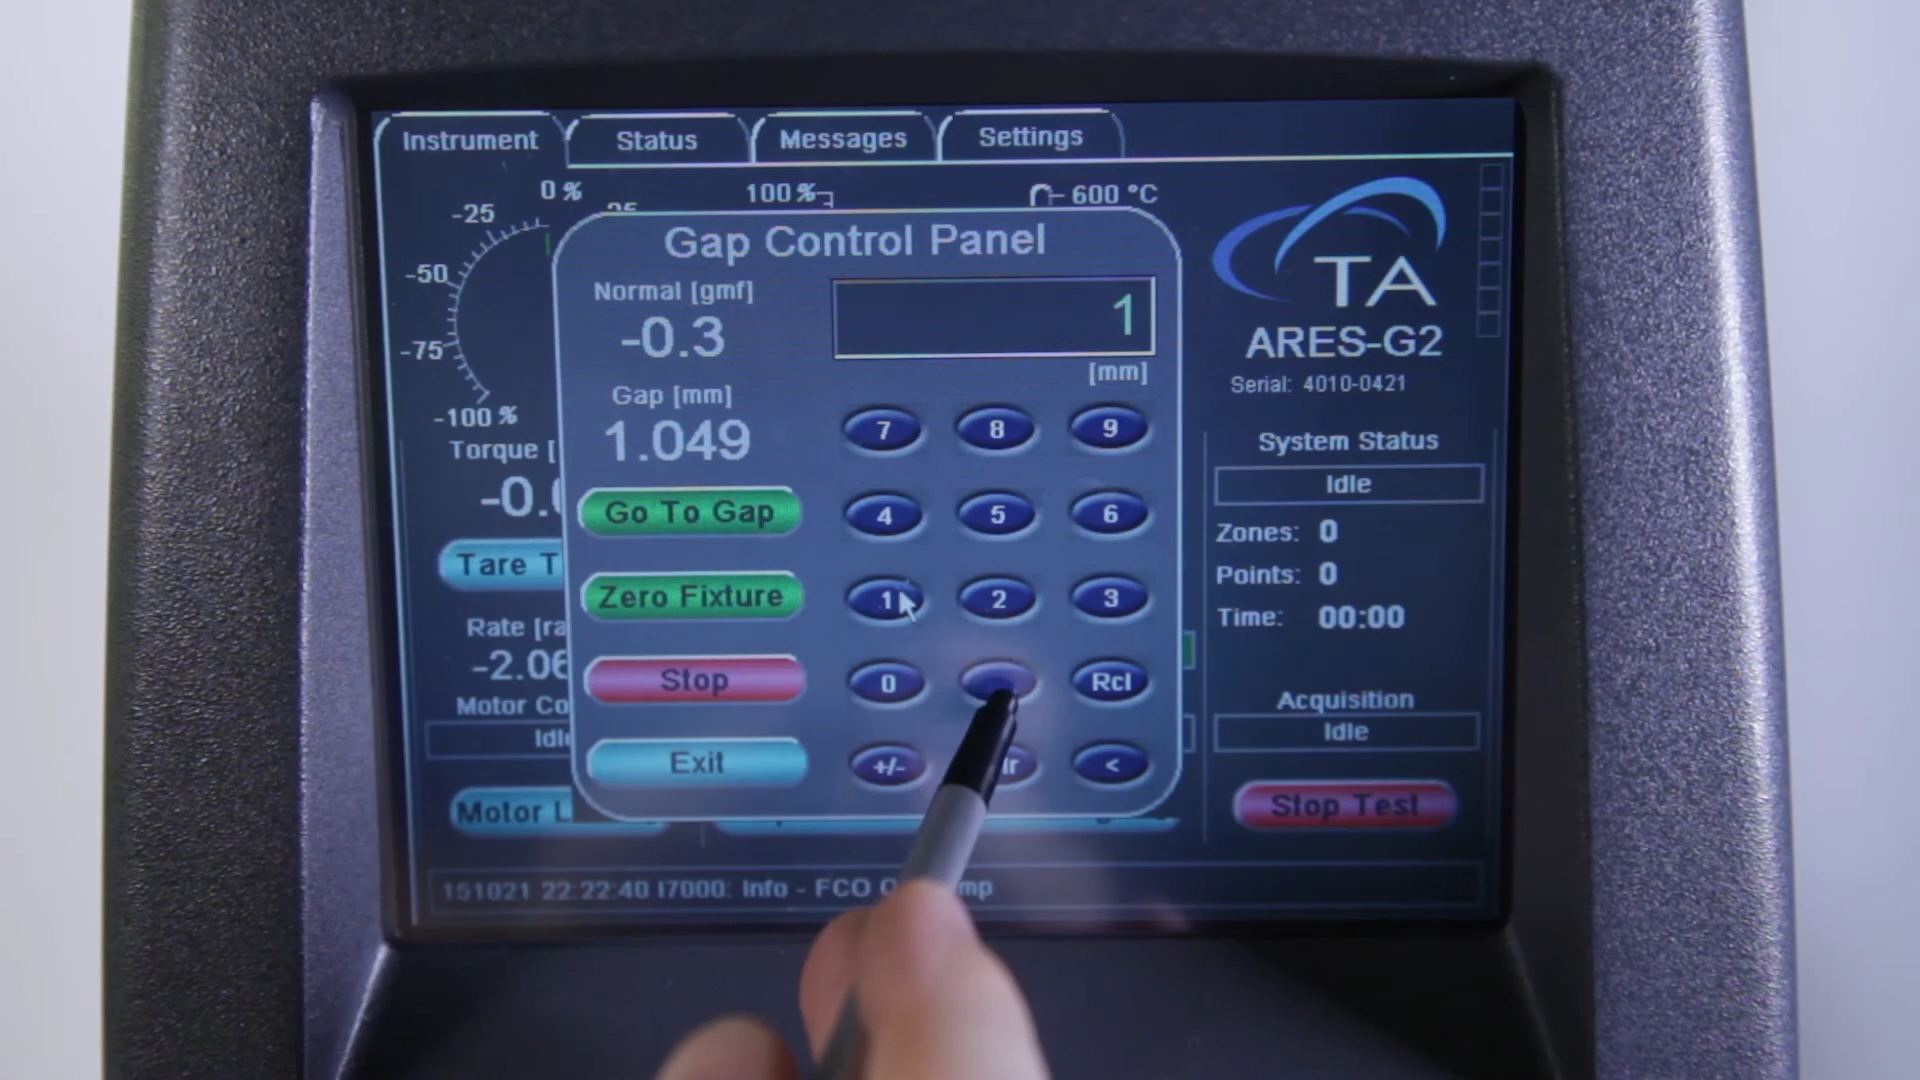 Instrument Status Messages Settings
0 %
100 %
600 °C
-25
-50
-75
-100 %
Gap Control Panel
Normal [gmf]
-0.3
1
[mm]
Gap [mm]
1.049
7 8 9
Go To Gap
4 5 6
Zero Fixture
1 2 3
Stop
0 Rcl
Exit
+/- <
Torque [
-0.
Tare T
Rate [ra
-2.06
Motor Co
Motor L
TA
ARES-G2
Serial: 4010-0421
System Status
Idle
Zones: 0
Points: 0
Time: 00:00
Acquisition
Idle
Stop Test
151021 22:22:40 I7000: Info - FCO